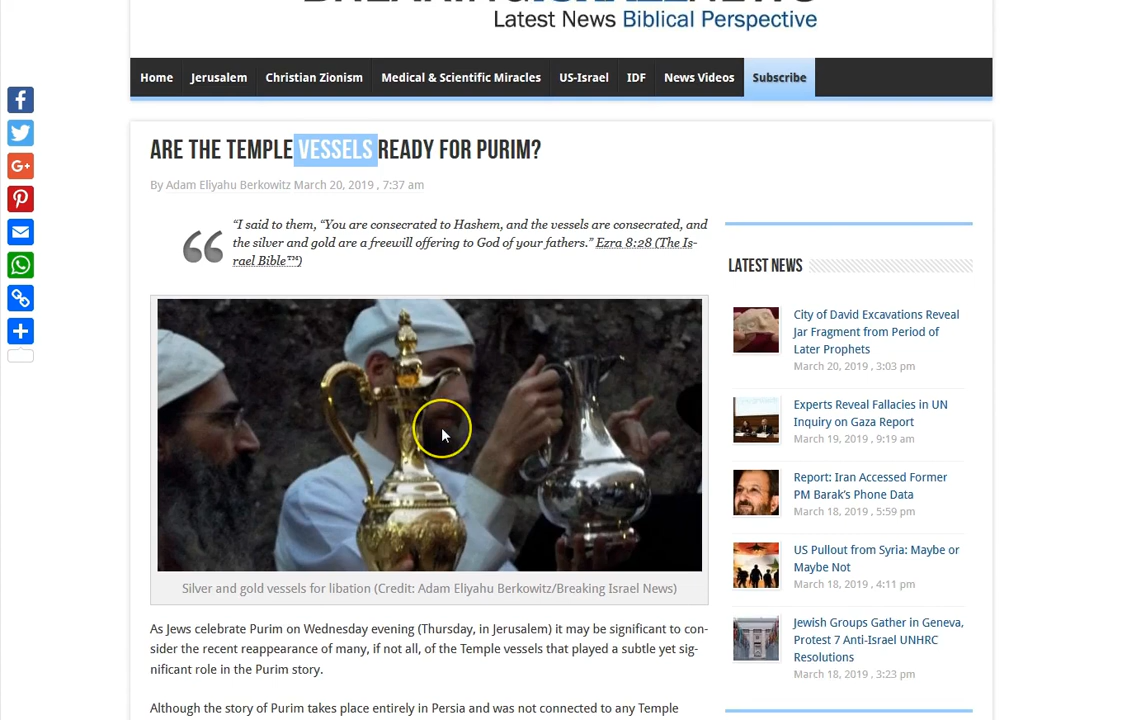 Latest News Biblical Perspective
Home Jerusalem Christian Zionism Medical & Scientific Miracles US-Israel IDF News Videos Subscribe
ARE THE TEMPLE VESSELS READY FOR PURIM?
By Adam Eliyahu Berkowitz March 20, 2019 , 7:37 am
“I said to them, “You are consecrated to Hashem, and the vessels are consecrated, and
the silver and gold are a freewill offering to God of your fathers.” Ezra 8:28 (The Is-
rael Bible™)
Silver and gold vessels for libation (Credit: Adam Eliyahu Berkowitz/Breaking Israel News)
As Jews celebrate Purim on Wednesday evening (Thursday, in Jerusalem) it may be significant to con-
sider the recent reappearance of many, if not all, of the Temple vessels that played a subtle yet sig-
nificant role in the Purim story.
Although the story of Purim takes place entirely in Persia and was not connected to any Temple
LATEST NEWS
City of David Excavations Reveal
Jar Fragment from Period of
Later Prophets
March 20, 2019 , 3:03 pm
Experts Reveal Fallacies in UN
Inquiry on Gaza Report
March 19, 2019 , 9:19 am
Report: Iran Accessed Former
PM Barak’s Phone Data
March 18, 2019 , 5:59 pm
US Pullout from Syria: Maybe or
Maybe Not
March 18, 2019 , 4:11 pm
Jewish Groups Gather in Geneva,
Protest 7 Anti-Israel UNHRC
Resolutions
March 18, 2019 , 3:23 pm